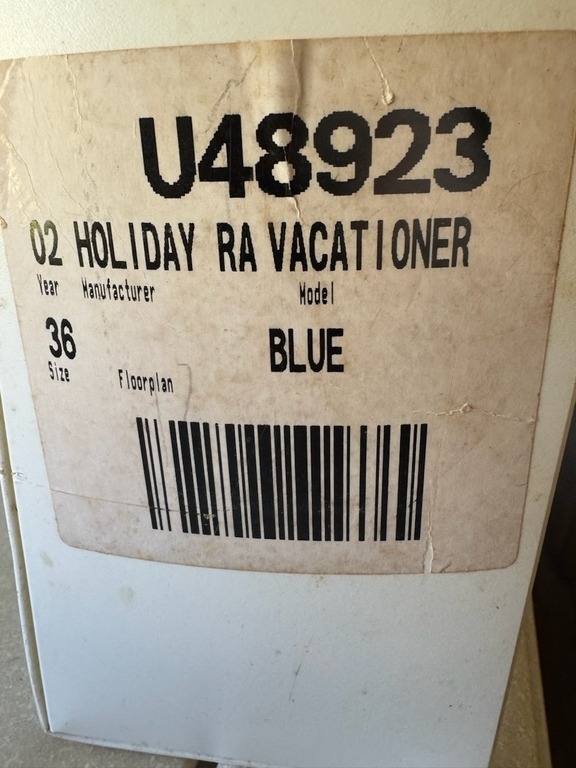 U48923
02 HOLIDAY RA VACATIONER
Year Manufacturer Model
36 BLUE
Size Floorplan